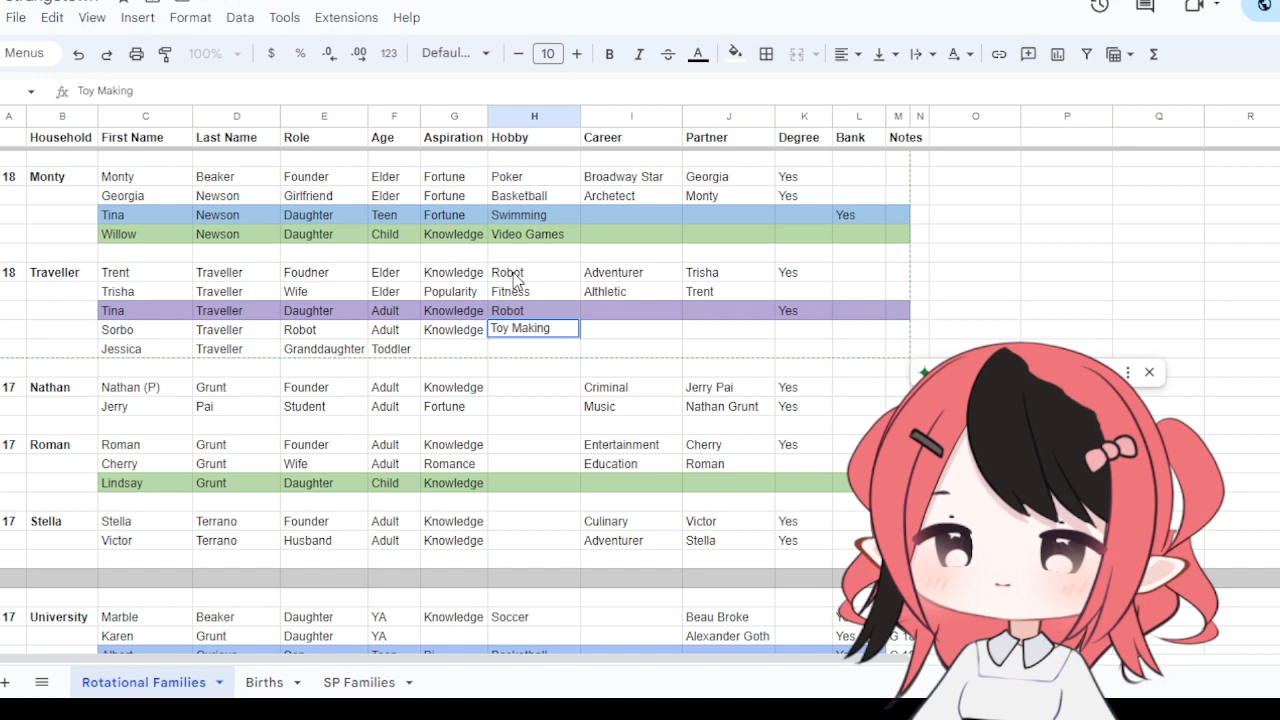 File Edit View Insert Format Data Tools Extensions Help
Menus 100% $ % .0 .00 123 Defaul... − 10 + B I A Σ
fx Toy Making
A B C D E F G H I J K L M N O P Q R
Household First Name Last Name Role Age Aspiration Hobby Career Partner Degree Bank Notes
18 Monty Monty Beaker Founder Elder Fortune Poker Broadway Star Georgia Yes
Georgia Newson Girlfriend Elder Fortune Basketball Archetect Monty Yes
Tina Newson Daughter Teen Fortune Swimming Yes
Willow Newson Daughter Child Knowledge Video Games
18 Traveller Trent Traveller Foudner Elder Knowledge Robot Adventurer Trisha Yes
Trisha Traveller Wife Elder Popularity Fitness Althletic Trent
Tina Traveller Daughter Adult Knowledge Robot Yes
Sorbo Traveller Robot Adult Knowledge Toy Making
Jessica Traveller Granddaughter Toddler
17 Nathan Nathan (P) Grunt Founder Adult Knowledge Criminal Jerry Pai Yes
Jerry Pai Student Adult Fortune Music Nathan Grunt Yes
17 Roman Roman Grunt Founder Adult Knowledge Entertainment Cherry Yes
Cherry Grunt Wife Adult Romance Education Roman
Lindsay Grunt Daughter Child Knowledge
17 Stella Stella Terrano Founder Adult Knowledge Culinary Victor Yes
Victor Terrano Husband Adult Knowledge Adventurer Stella Yes
17 University Marble Beaker Daughter YA Knowledge Soccer Beau Broke
Karen Grunt Daughter YA Alexander Goth Yes
Rotational Families Births SP Families